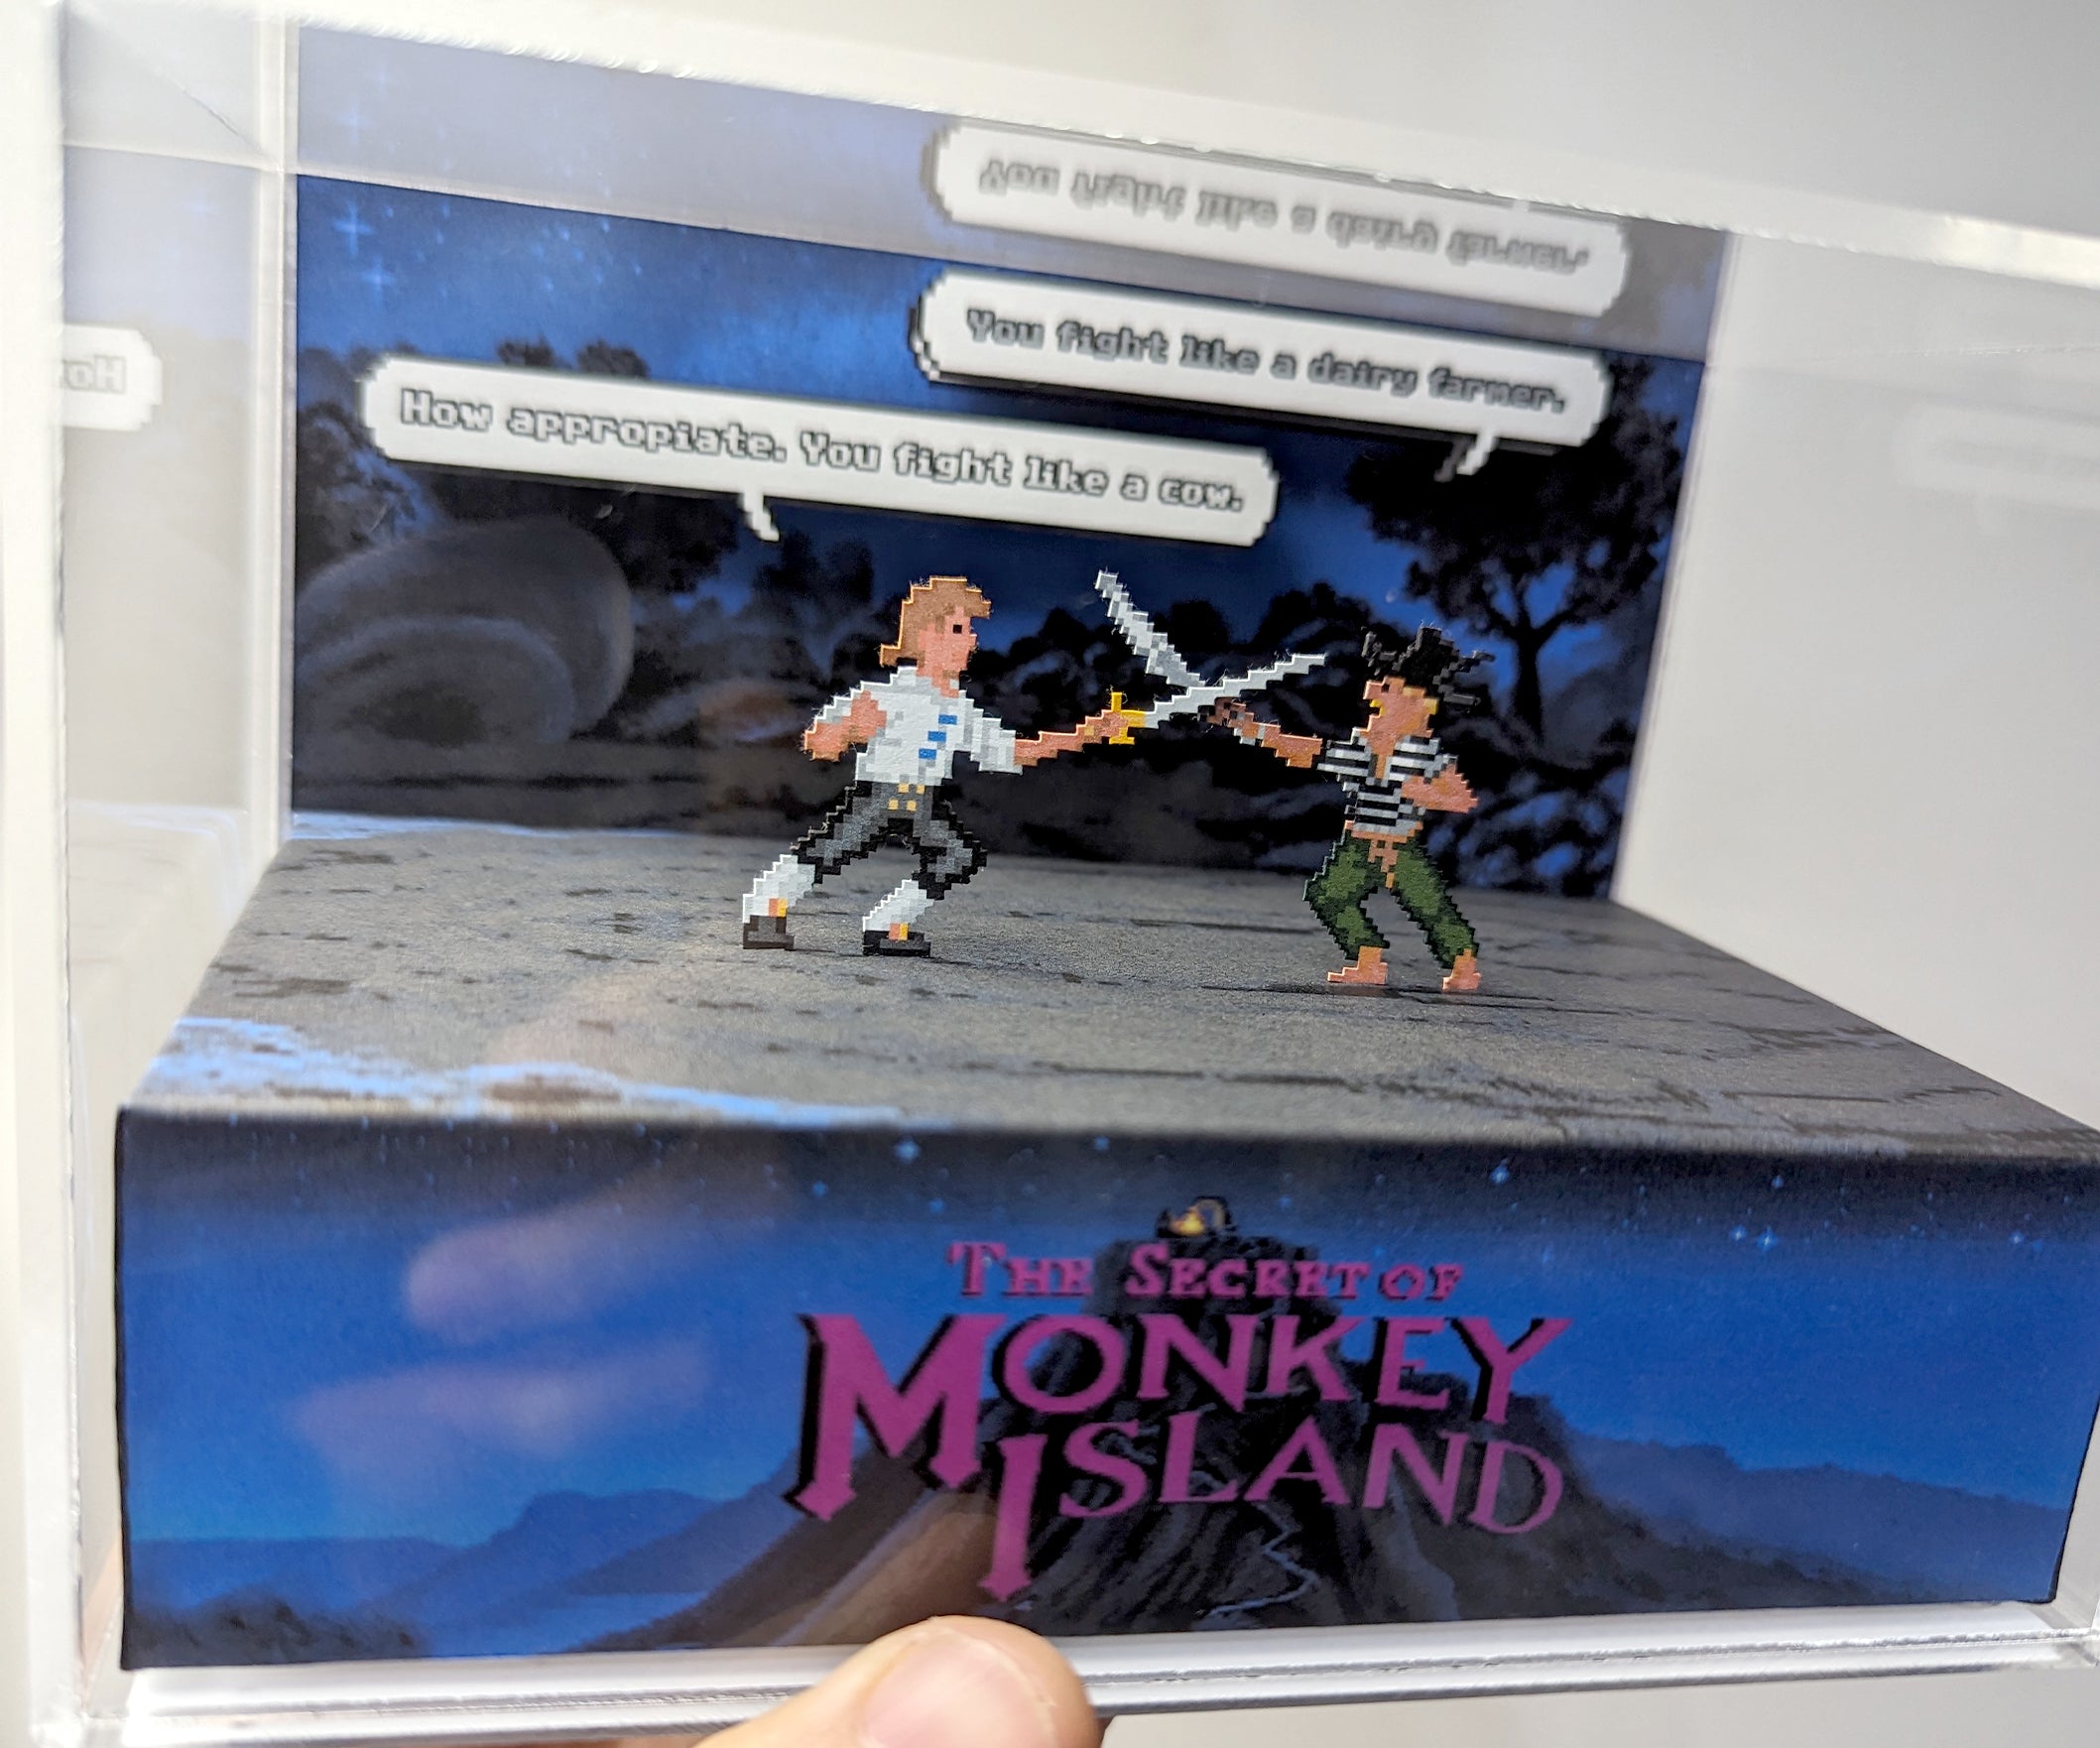 You fight like a dairy farmer.
How appropiate. You fight like a cow.
THE SECRET OF
MONKEY
ISLAND